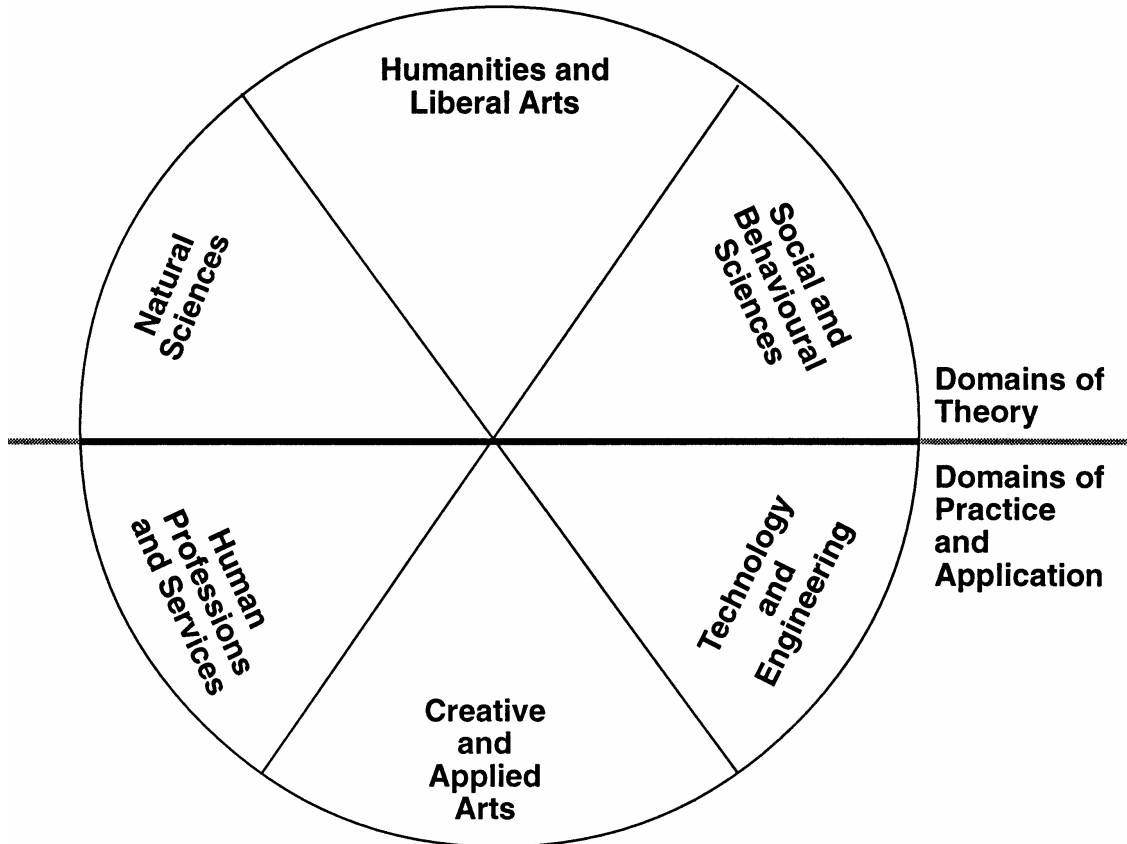 Humanities and
Liberal Arts
Natural
Sciences
Social and
Behavioural
Sciences
Domains of
Theory
Domains of
Practice
and
Application
Human
Professions
and Services
Technology
and
Engineering
Creative
and
Applied
Arts